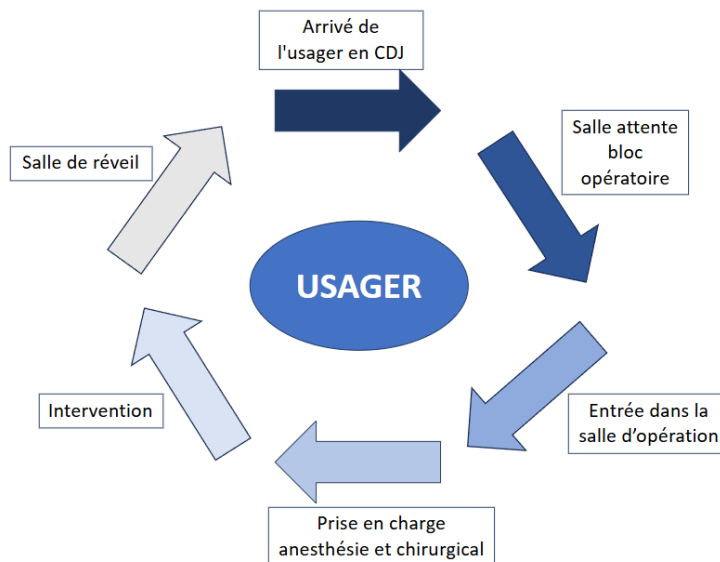 Arrivé de
l'usager en CDJ
Salle attente
bloc
opératoire
Salle de réveil
USAGER
Intervention
Entrée dans la
salle d’opération
Prise en charge
anesthésie et chirurgical